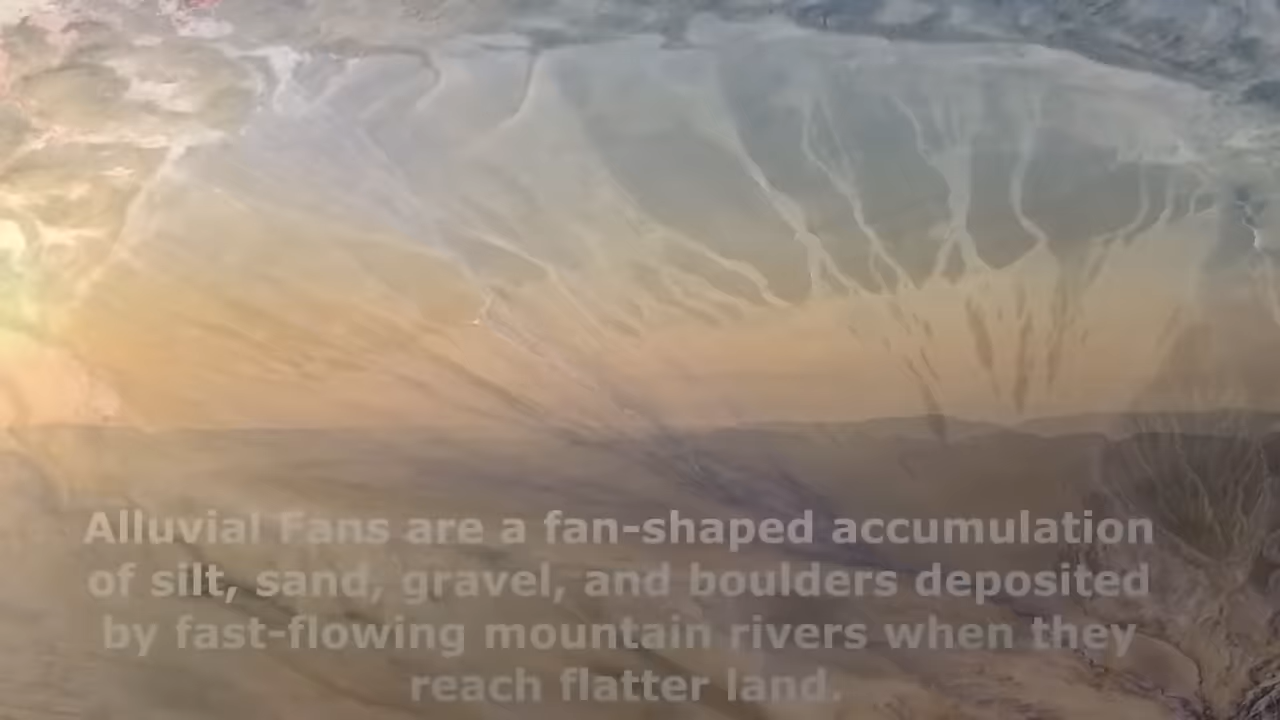 Alluvial Fans are a fan-shaped accumulation
of silt, sand, gravel, and boulders deposited
by fast-flowing mountain rivers when they
reach flatter land.